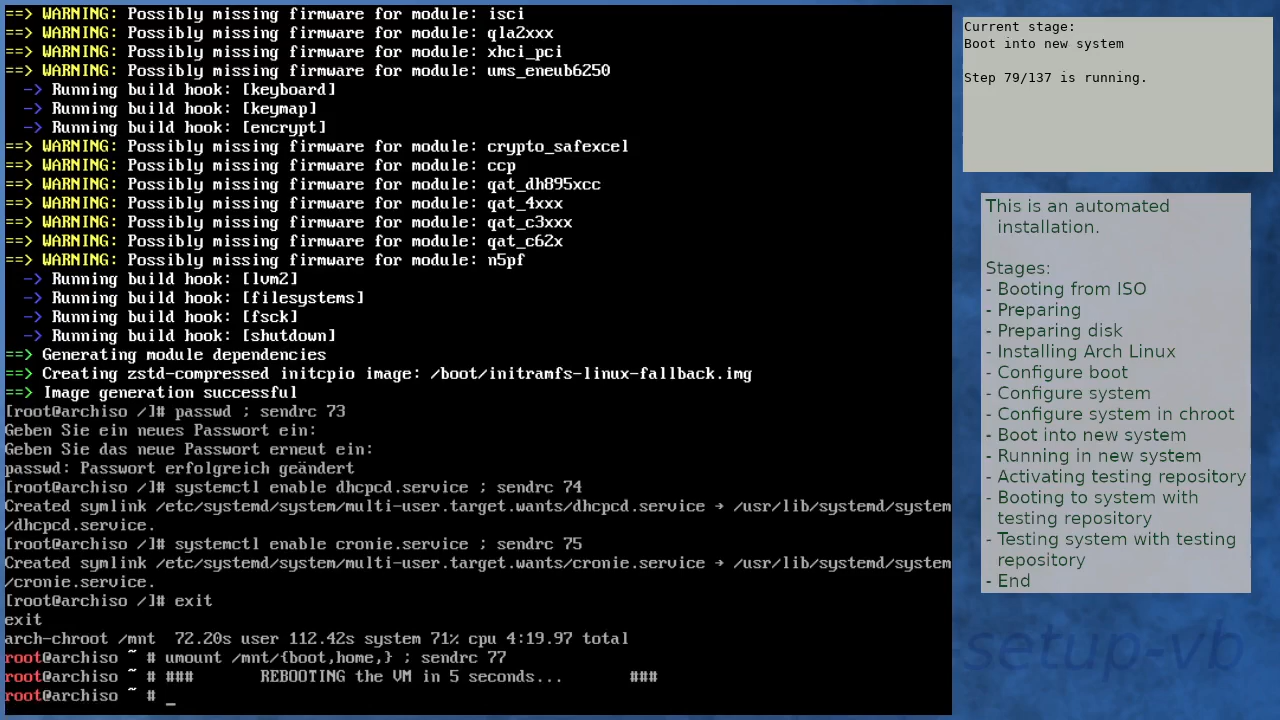 ==> WARNING: Possibly missing firmware for module: isci
==> WARNING: Possibly missing firmware for module: qla2xxx
==> WARNING: Possibly missing firmware for module: xhci_pci
==> WARNING: Possibly missing firmware for module: ums_eneub6250
-> Running build hook: [keyboard]
-> Running build hook: [keymap]
-> Running build hook: [encrypt]
==> WARNING: Possibly missing firmware for module: crypto_safexcel
==> WARNING: Possibly missing firmware for module: ccp
==> WARNING: Possibly missing firmware for module: qat_dh895xcc
==> WARNING: Possibly missing firmware for module: qat_4xxx
==> WARNING: Possibly missing firmware for module: qat_c3xxx
==> WARNING: Possibly missing firmware for module: qat_c62x
==> WARNING: Possibly missing firmware for module: n5pf
-> Running build hook: [lvm2]
-> Running build hook: [filesystems]
-> Running build hook: [fsck]
-> Running build hook: [shutdown]
==> Generating module dependencies
==> Creating zstd-compressed initcpio image: /boot/initramfs-linux-fallback.img
==> Image generation successful
[root@archiso /]# passwd ; sendrc 73
Geben Sie ein neues Passwort ein:
Geben Sie das neue Passwort erneut ein:
passwd: Passwort erfolgreich geändert
[root@archiso /]# systemctl enable dhcpcd.service ; sendrc 74
Created symlink /etc/systemd/system/multi-user.target.wants/dhcpcd.service → /usr/lib/systemd/system
/dhcpcd.service.
[root@archiso /]# systemctl enable cronie.service ; sendrc 75
Created symlink /etc/systemd/system/multi-user.target.wants/cronie.service → /usr/lib/systemd/system
/cronie.service.
[root@archiso /]# exit
exit
arch-chroot /mnt  72.20s user 112.42s system 71% cpu 4:19.97 total
root@archiso ~ # umount /mnt/{boot,home,} ; sendrc 77
root@archiso ~ # ###       REBOOTING the VM in 5 seconds...       ###
root@archiso ~ # _
Current stage:
Boot into new system
Step 79/137 is running.
This is an automated
installation.
Stages:
- Booting from ISO
- Preparing
- Preparing disk
- Installing Arch Linux
- Configure boot
- Configure system
- Configure system in chroot
- Boot into new system
- Running in new system
- Activating testing repository
- Booting to system with
testing repository
- Testing system with testing
repository
- End
-setup-vb